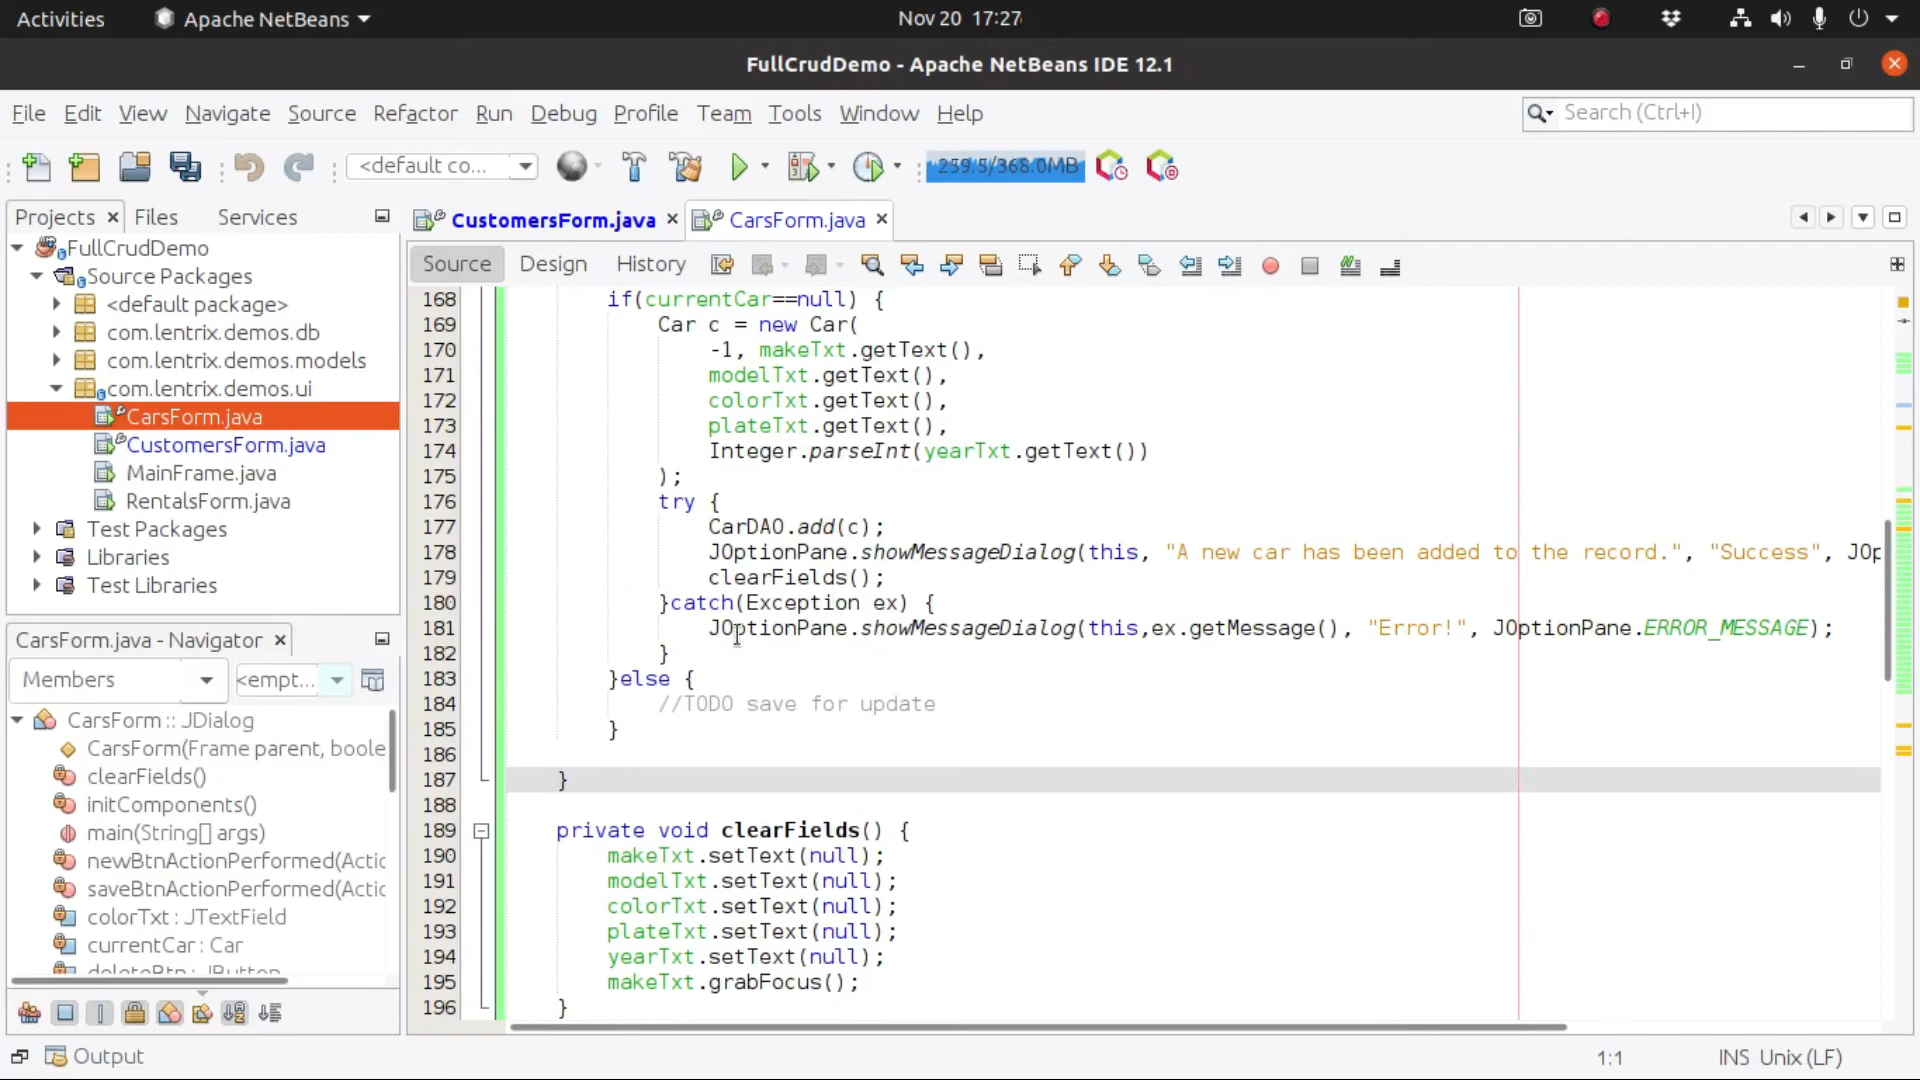 Activities
Apache NetBeans
Nov 20 17:27
FullCrudDemo - Apache NetBeans IDE 12.1
File Edit View Navigate Source Refactor Run Debug Profile Team Tools Window Help
Search (Ctrl+I)
<default co...
259.5/368.0MB
Projects Files Services
CustomersForm.java CarsForm.java
Source Design History
FullCrudDemo
Source Packages
<default package>
com.lentrix.demos.db
com.lentrix.demos.models
com.lentrix.demos.ui
CarsForm.java
CustomersForm.java
MainFrame.java
RentalsForm.java
Test Packages
Libraries
Test Libraries
CarsForm.java - Navigator
Members <empt...
CarsForm :: JDialog
CarsForm(Frame parent, boole
clearFields()
initComponents()
main(String[] args)
newBtnActionPerformed(Actic
saveBtnActionPerformed(Actic
colorTxt : JTextField
currentCar : Car
deleteBtn : JButton
168 if(currentCar==null) {
169 Car c = new Car(
170 -1, makeTxt.getText(),
171 modelTxt.getText(),
172 colorTxt.getText(),
173 plateTxt.getText(),
174 Integer.parseInt(yearTxt.getText())
175 );
176 try {
177 CarDAO.add(c);
178 JOptionPane.showMessageDialog(this, "A new car has been added to the record.", "Success", JOp
179 clearFields();
180 }catch(Exception ex) {
181 JOptionPane.showMessageDialog(this,ex.getMessage(), "Error!", JOptionPane.ERROR_MESSAGE);
182 }
183 }else {
184 //TODO save for update
185 }
186
187 }
188
189 private void clearFields() {
190 makeTxt.setText(null);
191 modelTxt.setText(null);
192 colorTxt.setText(null);
193 plateTxt.setText(null);
194 yearTxt.setText(null);
195 makeTxt.grabFocus();
196 }
Output
1:1
INS Unix (LF)